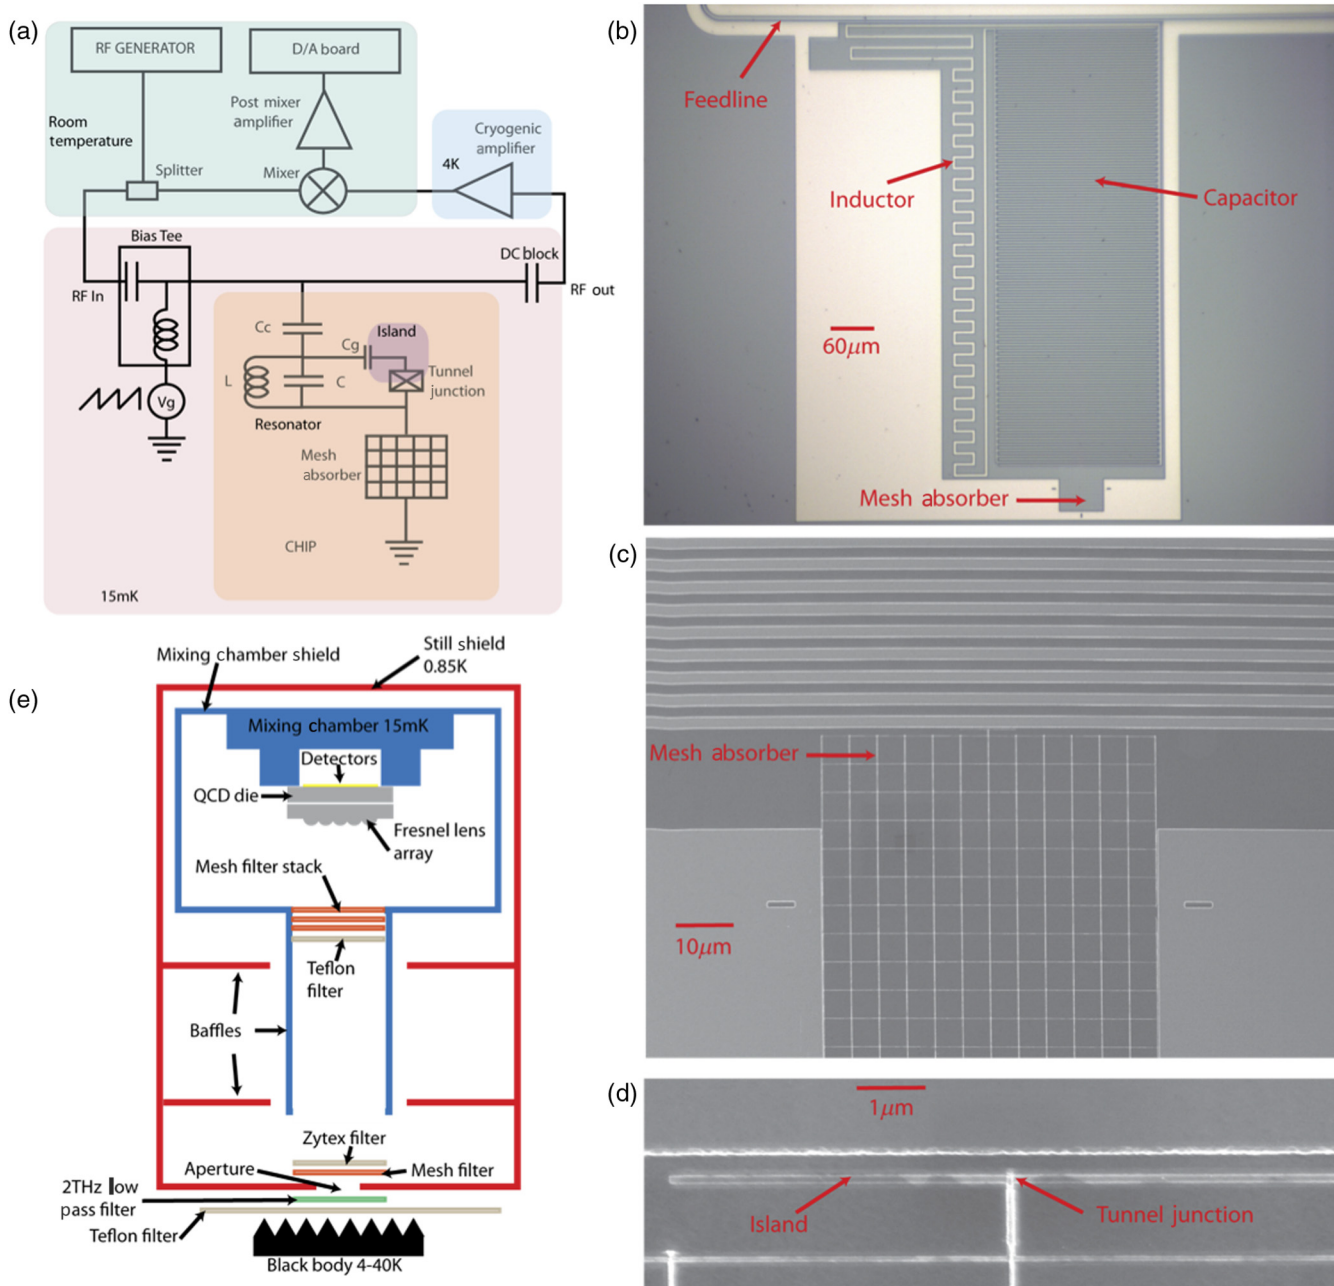 (a)
RF GENERATOR
D/A board
Post mixer
amplifier
Room
temperature
Splitter
Mixer
Cryogenic
amplifier
4K
Bias Tee
DC block
RF In
RF out
Cc
Island
Cg
L
C
Tunnel
junction
Resonator
Vg
Mesh
absorber
CHIP
15mK
(b)
Feedline
Inductor
Capacitor
60μm
Mesh absorber
(c)
Mesh absorber
10μm
(d)
1μm
Island
Tunnel junction
(e)
Mixing chamber shield
Still shield
0.85K
Mixing chamber 15mK
Detectors
QCD die
Fresnel lens
array
Mesh filter stack
Teflon
filter
Baffles
Zytex filter
Aperture
Mesh filter
2THz low
pass filter
Teflon filter
Black body 4-40K